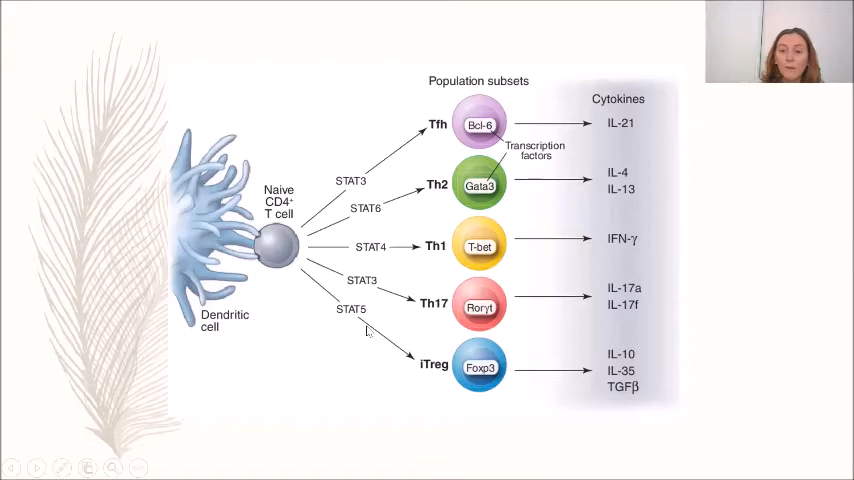 Population subsets
Cytokines
Tfh
Bcl-6
IL-21
Transcription
factors
STAT3
Th2
Gata3
IL-4
IL-13
Naive
CD4+
T cell
STAT6
STAT4
Th1
T-bet
IFN-γ
STAT3
Th17
Rorγt
IL-17a
IL-17f
STAT5
Dendritic
cell
iTreg
Foxp3
IL-10
IL-35
TGFβ